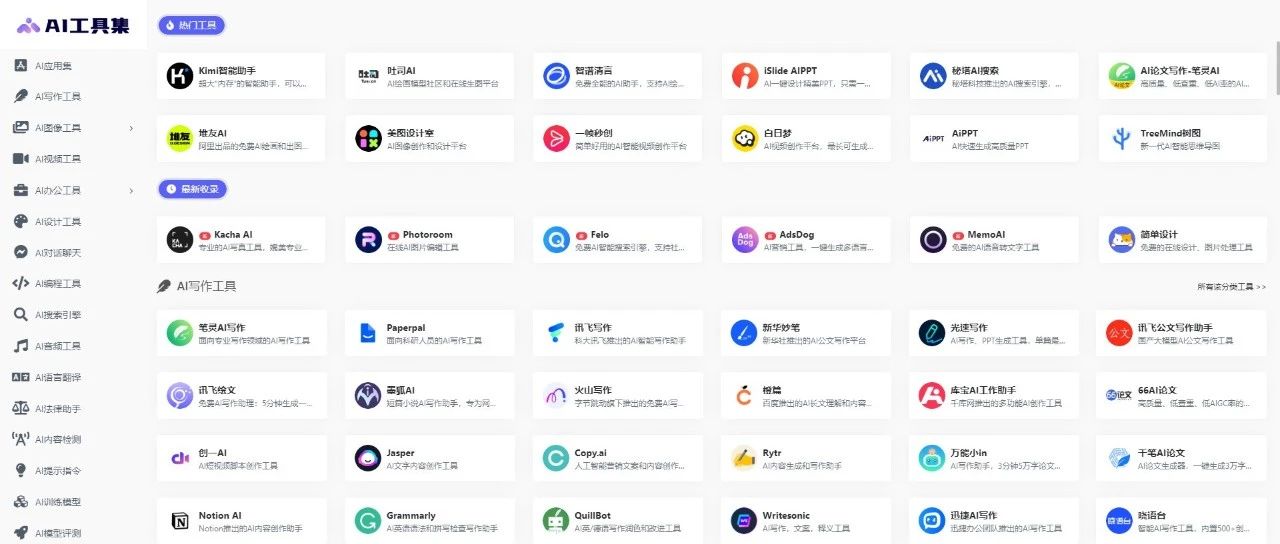 AI工具集
AI应用集
AI写作工具
AI图像工具
AI视频工具
AI办公工具
AI设计工具
AI对话聊天
AI编程工具
AI搜索引擎
AI音频工具
AI语言翻译
AI法律助手
AI内容检测
AI提示指令
AI训练模型
AI模型评测
热门工具
Kimi智能助手
超大“内存”的智能助手，可以...
吐司AI
AI绘画模型社区和在线生图平台
智谱清言
免费全能的AI助手，支持AI绘...
iSlide AIPPT
AI一键设计精美PPT，只需一...
秘塔AI搜索
秘塔科技推出的AI搜索引擎，...
AI论文写作-笔灵AI
高质量、低查重、低AI率的AI...
堆友AI
阿里出品的免费AI绘画和出图...
美图设计室
AI图像创作和设计平台
一帧秒创
简单好用的AI智能视频创作平台
白日梦
AI视频创作平台，最长可生成...
AiPPT
AI快速生成高质量PPT
TreeMind树图
新一代AI智能思维导图
最新收录
Kacha AI
专业的AI写真工具，媲美专业...
Photoroom
在线AI图片编辑工具
Felo
免费AI智能搜索引擎，支持社...
AdsDog
AI营销工具，一键生成多语言...
MemoAI
免费的AI语音转文字工具
简单设计
免费的在线设计、图片处理工具
AI写作工具
所有该分类工具 >>
笔灵AI写作
面向专业写作领域的AI写作工具
Paperpal
面向科研人员的AI写作工具
讯飞写作
科大讯飞推出的AI智能写作助手
新华妙笔
新华社推出的AI公文写作平台
光速写作
AI写作、PPT生成工具，单篇最...
讯飞公文写作助手
国产大模型AI公文写作工具
讯飞绘文
免费AI写作助理：5分钟生成一...
墨狐AI
短篇小说AI写作助手，专为网...
火山写作
字节跳动旗下推出的免费AI写...
橙篇
百度推出的AI长文理解和内容...
库宝AI工作助手
千库网推出的多功能AI创作工具
66AI论文
高质量、低查重、低AIGC率的...
创一AI
AI短视频脚本创作工具
Jasper
AI文字内容创作工具
Copy.ai
人工智能营销文案和内容创作...
Rytr
AI内容生成和写作助手
万能小in
AI写作助手，3分钟5万字论文...
千笔AI论文
AI论文生成器，一键生成3万字...
Notion AI
Notion推出的AI内容创作助手
Grammarly
AI英语语法和拼写检查写作助手
QuillBot
AI英/德语写作润色和改进工具
Writesonic
AI写作，文案，释义工具
迅捷AI写作
迅捷办公团队推出的AI写作工具
晓语台
智能AI写作工具，内置500+创...